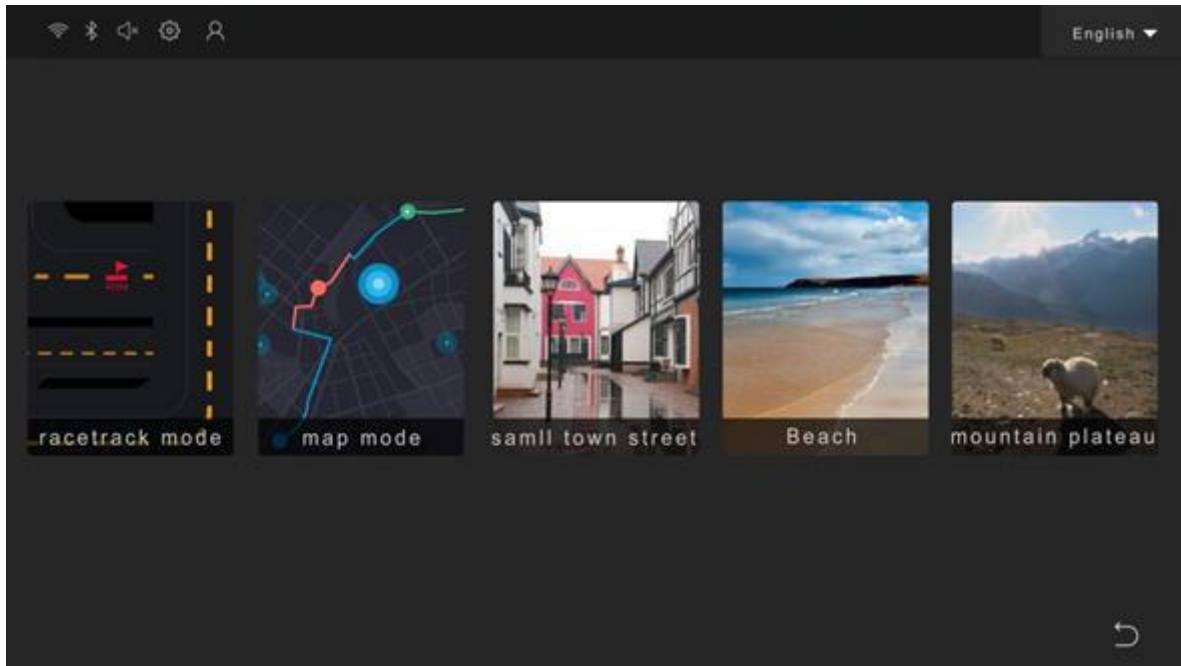 English
racetrack mode
map mode
samll town street
Beach
mountain plateau